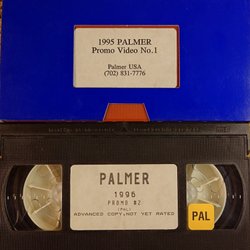 1995 PALMER
Promo Video No.1
Palmer USA
(702) 831-7776
PALMER
1996
PROMO #2
(PAL)
ADVANCED COPY, NOT YET RATED
PAL